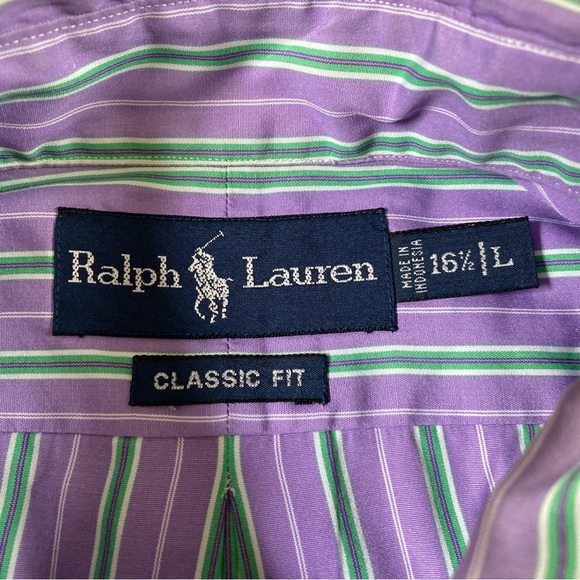 Ralph Lauren
MADE IN
INDONESIA
16½/L
CLASSIC FIT